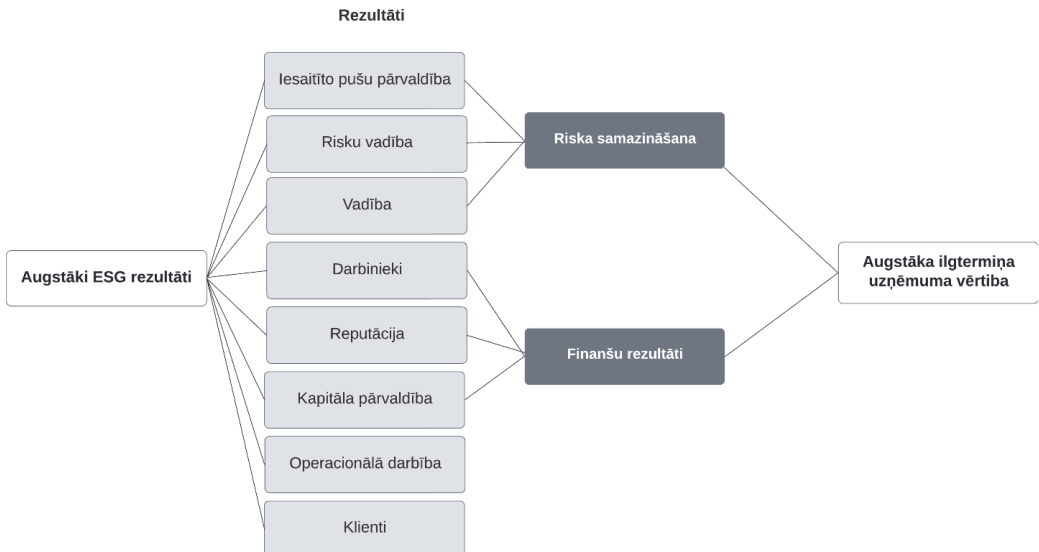 Rezultāti
Iesaitīto pušu pārvaldība
Risku vadība
Vadība
Darbinieki
Reputācija
Kapitāla pārvaldība
Operacionālā darbība
Klienti
Augstāki ESG rezultāti
Riska samazināšana
Finanšu rezultāti
Augstāka ilgtermiņa
uzņēmuma vērtība